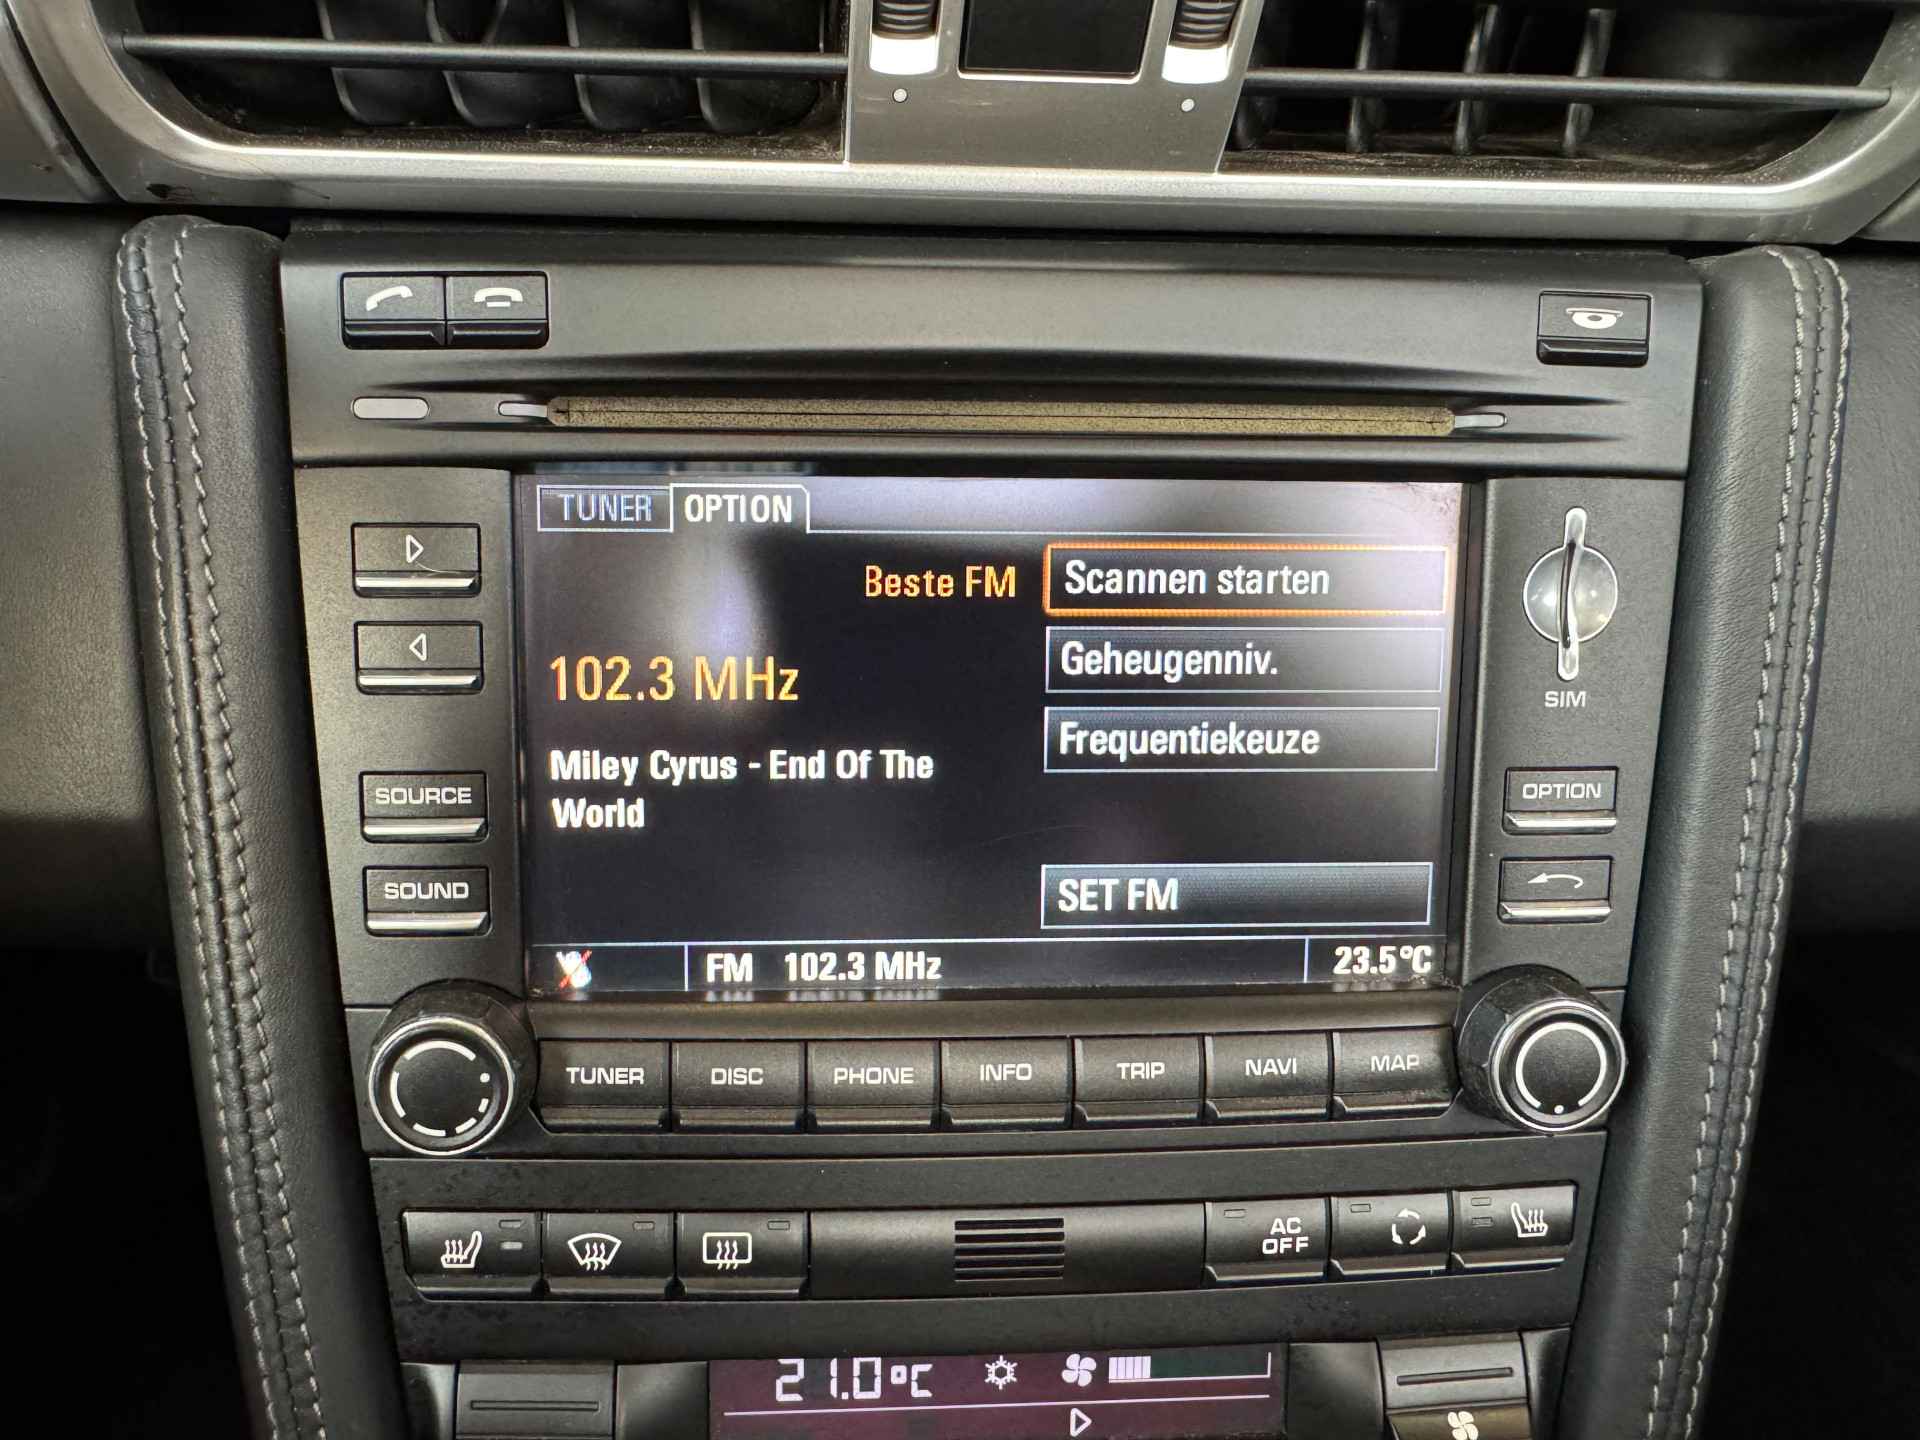 TUNER OPTION
Beste FM
Scannen starten
102.3 MHz
Geheugenniv.
Frequentiekeuze
Miley Cyrus - End Of The
World
SET FM
FM 102.3 MHz
23.5°C
SIM
SOURCE
SOUND
OPTION
TUNER
DISC
PHONE
INFO
TRIP
NAVI
MAP
AC
OFF
21.0°C